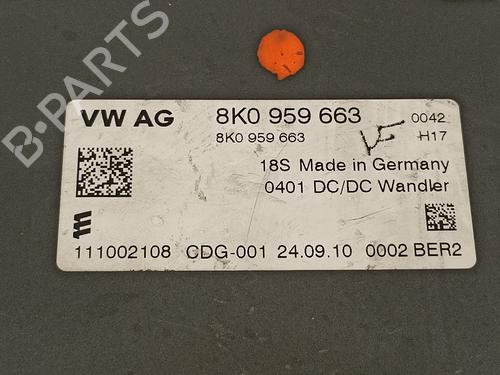 B-PARTS
VW AG 8K0 959 663 0042
8K0 959 663 H17
18S Made in Germany
0401 DC/DC Wandler
111002108 CDG-001 24.09.10 0002 BER2